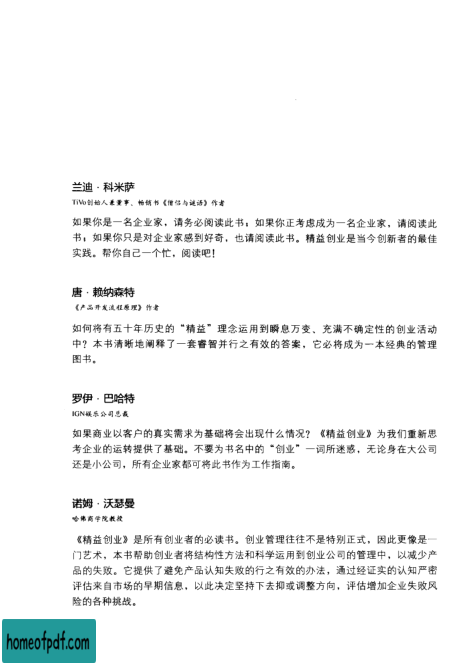 兰迪·科米萨
TiVo创始人兼董事、畅销书《僧侣与谜语》作者
如果你是一名企业家，请务必阅读此书；如果你正考虑成为一名企业家，请阅读此
书；如果你只是对企业家感到好奇，也请阅读此书。精益创业是当今创新者的最佳
实践。帮你自己一个忙，阅读吧！
唐·赖纳森特
《产品开发流程原理》作者
如何将有五十年历史的“精益”理念运用到瞬息万变、充满不确定性的创业活动
中？本书清晰地阐释了一套睿智并行之有效的答案，它必将成为一本经典的管理
图书。
罗伊·巴哈特
IGN娱乐公司总裁
如果商业以客户的真实需求为基础将会出现什么情况？《精益创业》为我们重新思
考企业的运转提供了基础。不要为书名中的“创业”一词所迷惑，无论身在大公司
还是小公司，所有企业家都可将此书作为工作指南。
诺姆·沃瑟曼
哈佛商学院教授
《精益创业》是所有创业者的必读书。创业管理往往不是特别正式，因此更像是一
门艺术，本书帮助创业者将结构性方法和科学运用到创业公司的管理中，以减少产
品的失败。它提供了避免产品认知失败的行之有效的办法，通过经证实的认知严密
评估来自市场的早期信息，以此决定坚持下去抑或调整方向，评估增加企业失败风
险的各种挑战。
homeofpdf.com